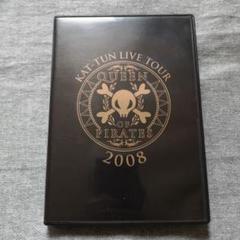 KAT-TUN LIVE TOUR
QUEEN
OF
PIRATES
2008